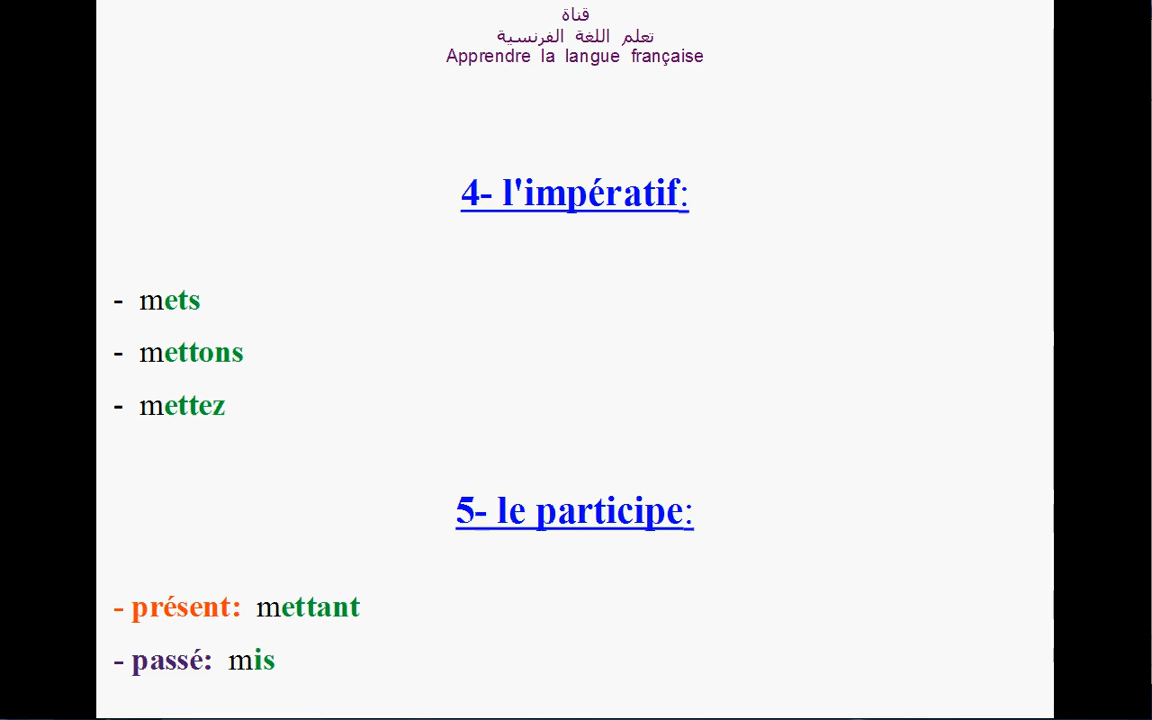 قناة
تعلم اللغة الفرنسية
Apprendre la langue française
4- l'impératif:
- mets
- mettons
- mettez
5- le participe:
- présent: mettant
- passé: mis